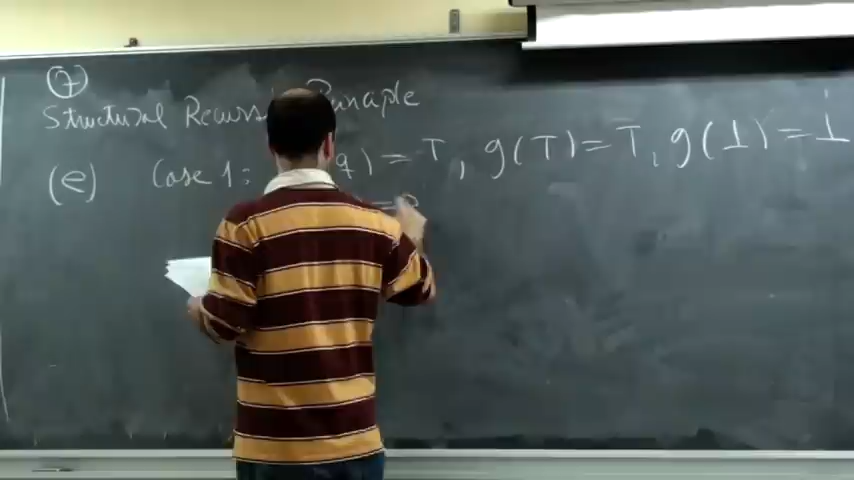 7
Structural Recurs Principle
(e) Case 1: q) = T, g(T) = T, g(⊥) = ⊥
=